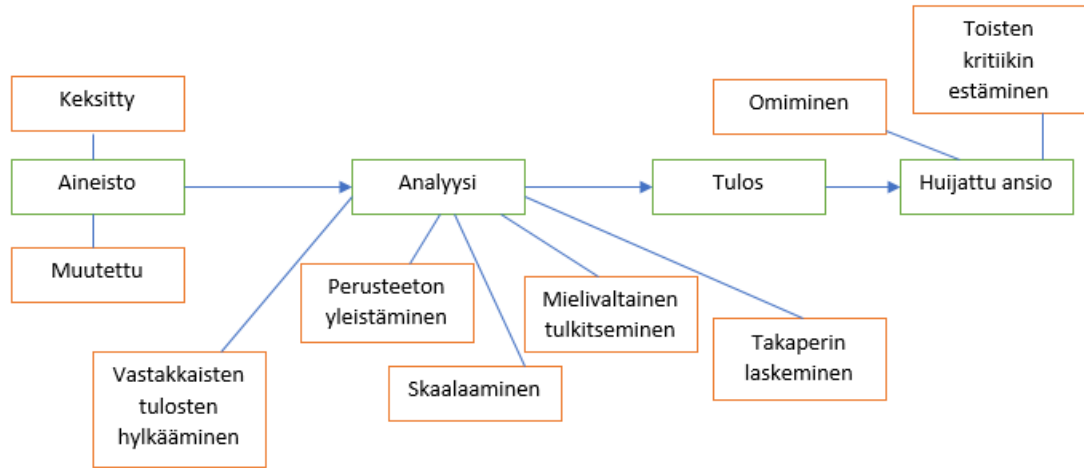 Toisten
kritiikin
estäminen
Keksitty
Omiminen
Aineisto
Analyysi
Tulos
Huijattu ansio
Muutettu
Perusteeton
yleistäminen
Mielivaltainen
tulkitseminen
Takaperin
laskeminen
Vastakkaisten
tulosten
hylkääminen
Skaalaaminen